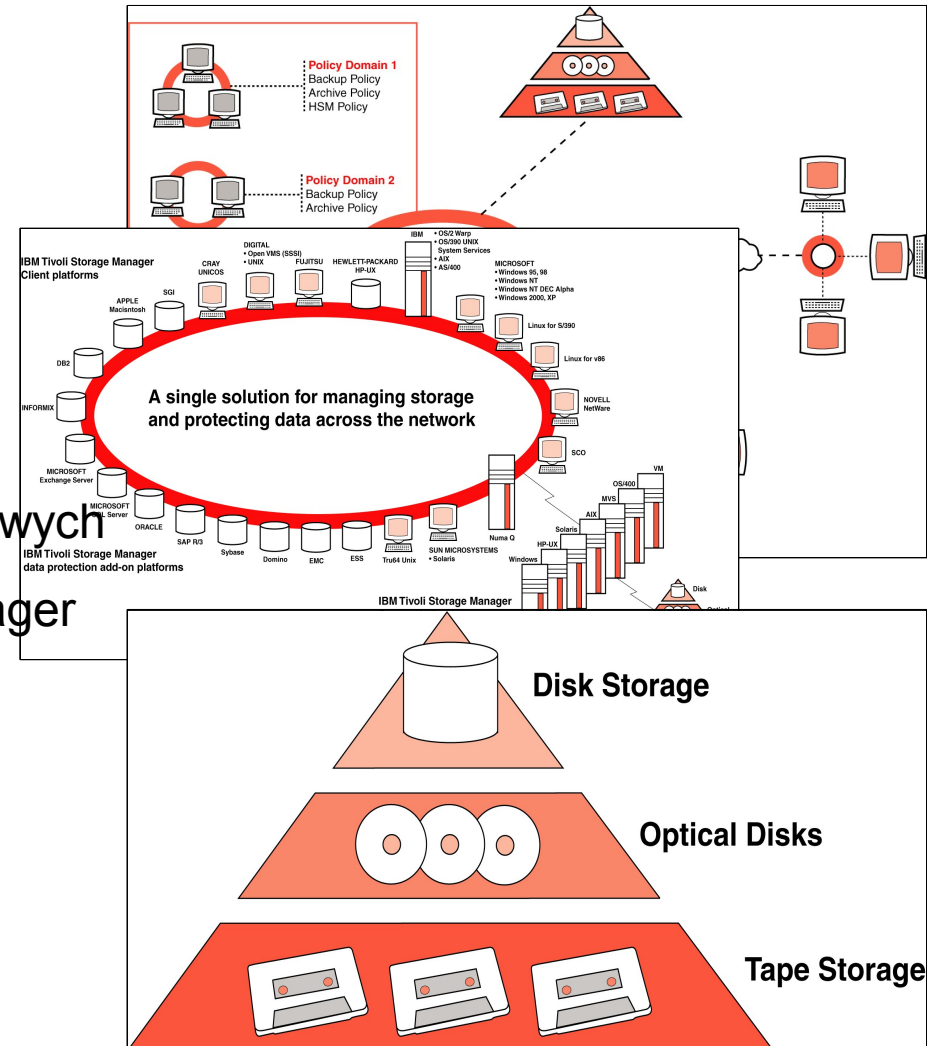 Policy Domain 1
Backup Policy
Archive Policy
HSM Policy
Policy Domain 2
Backup Policy
Archive Policy
IBM Tivoli Storage Manager
Client platforms
CRAY
UNICOS
DIGITAL
• Open VMS (SSSI)
• UNIX
FUJITSU
HEWLETT-PACKARD
HP-UX
IBM
• OS/2 Warp
• OS/390 UNIX
System Services
• AIX
• AS/400
MICROSOFT
• Windows 95, 98
• Windows NT
• Windows NT DEC Alpha
• Windows 2000, XP
SGI
APPLE
Macisntosh
DB2
INFORMIX
MICROSOFT
Exchange Server
MICROSOFT
Server
ORACLE
SAP R/3
Sybase
Domino
EMC
ESS
Tru64 Unix
SUN MICROSYSTEMS
• Solaris
Numa Q
SCO
NOVELL
NetWare
Linux for v86
Linux for S/390
A single solution for managing storage
and protecting data across the network
wych
IBM Tivoli Storage Manager
data protection add-on platforms
ager
Windows
HP-UX
Solaris
AIX
MVS
OS/400
VM
IBM Tivoli Storage Manager
Disk
Disk Storage
Optical Disks
Tape Storage